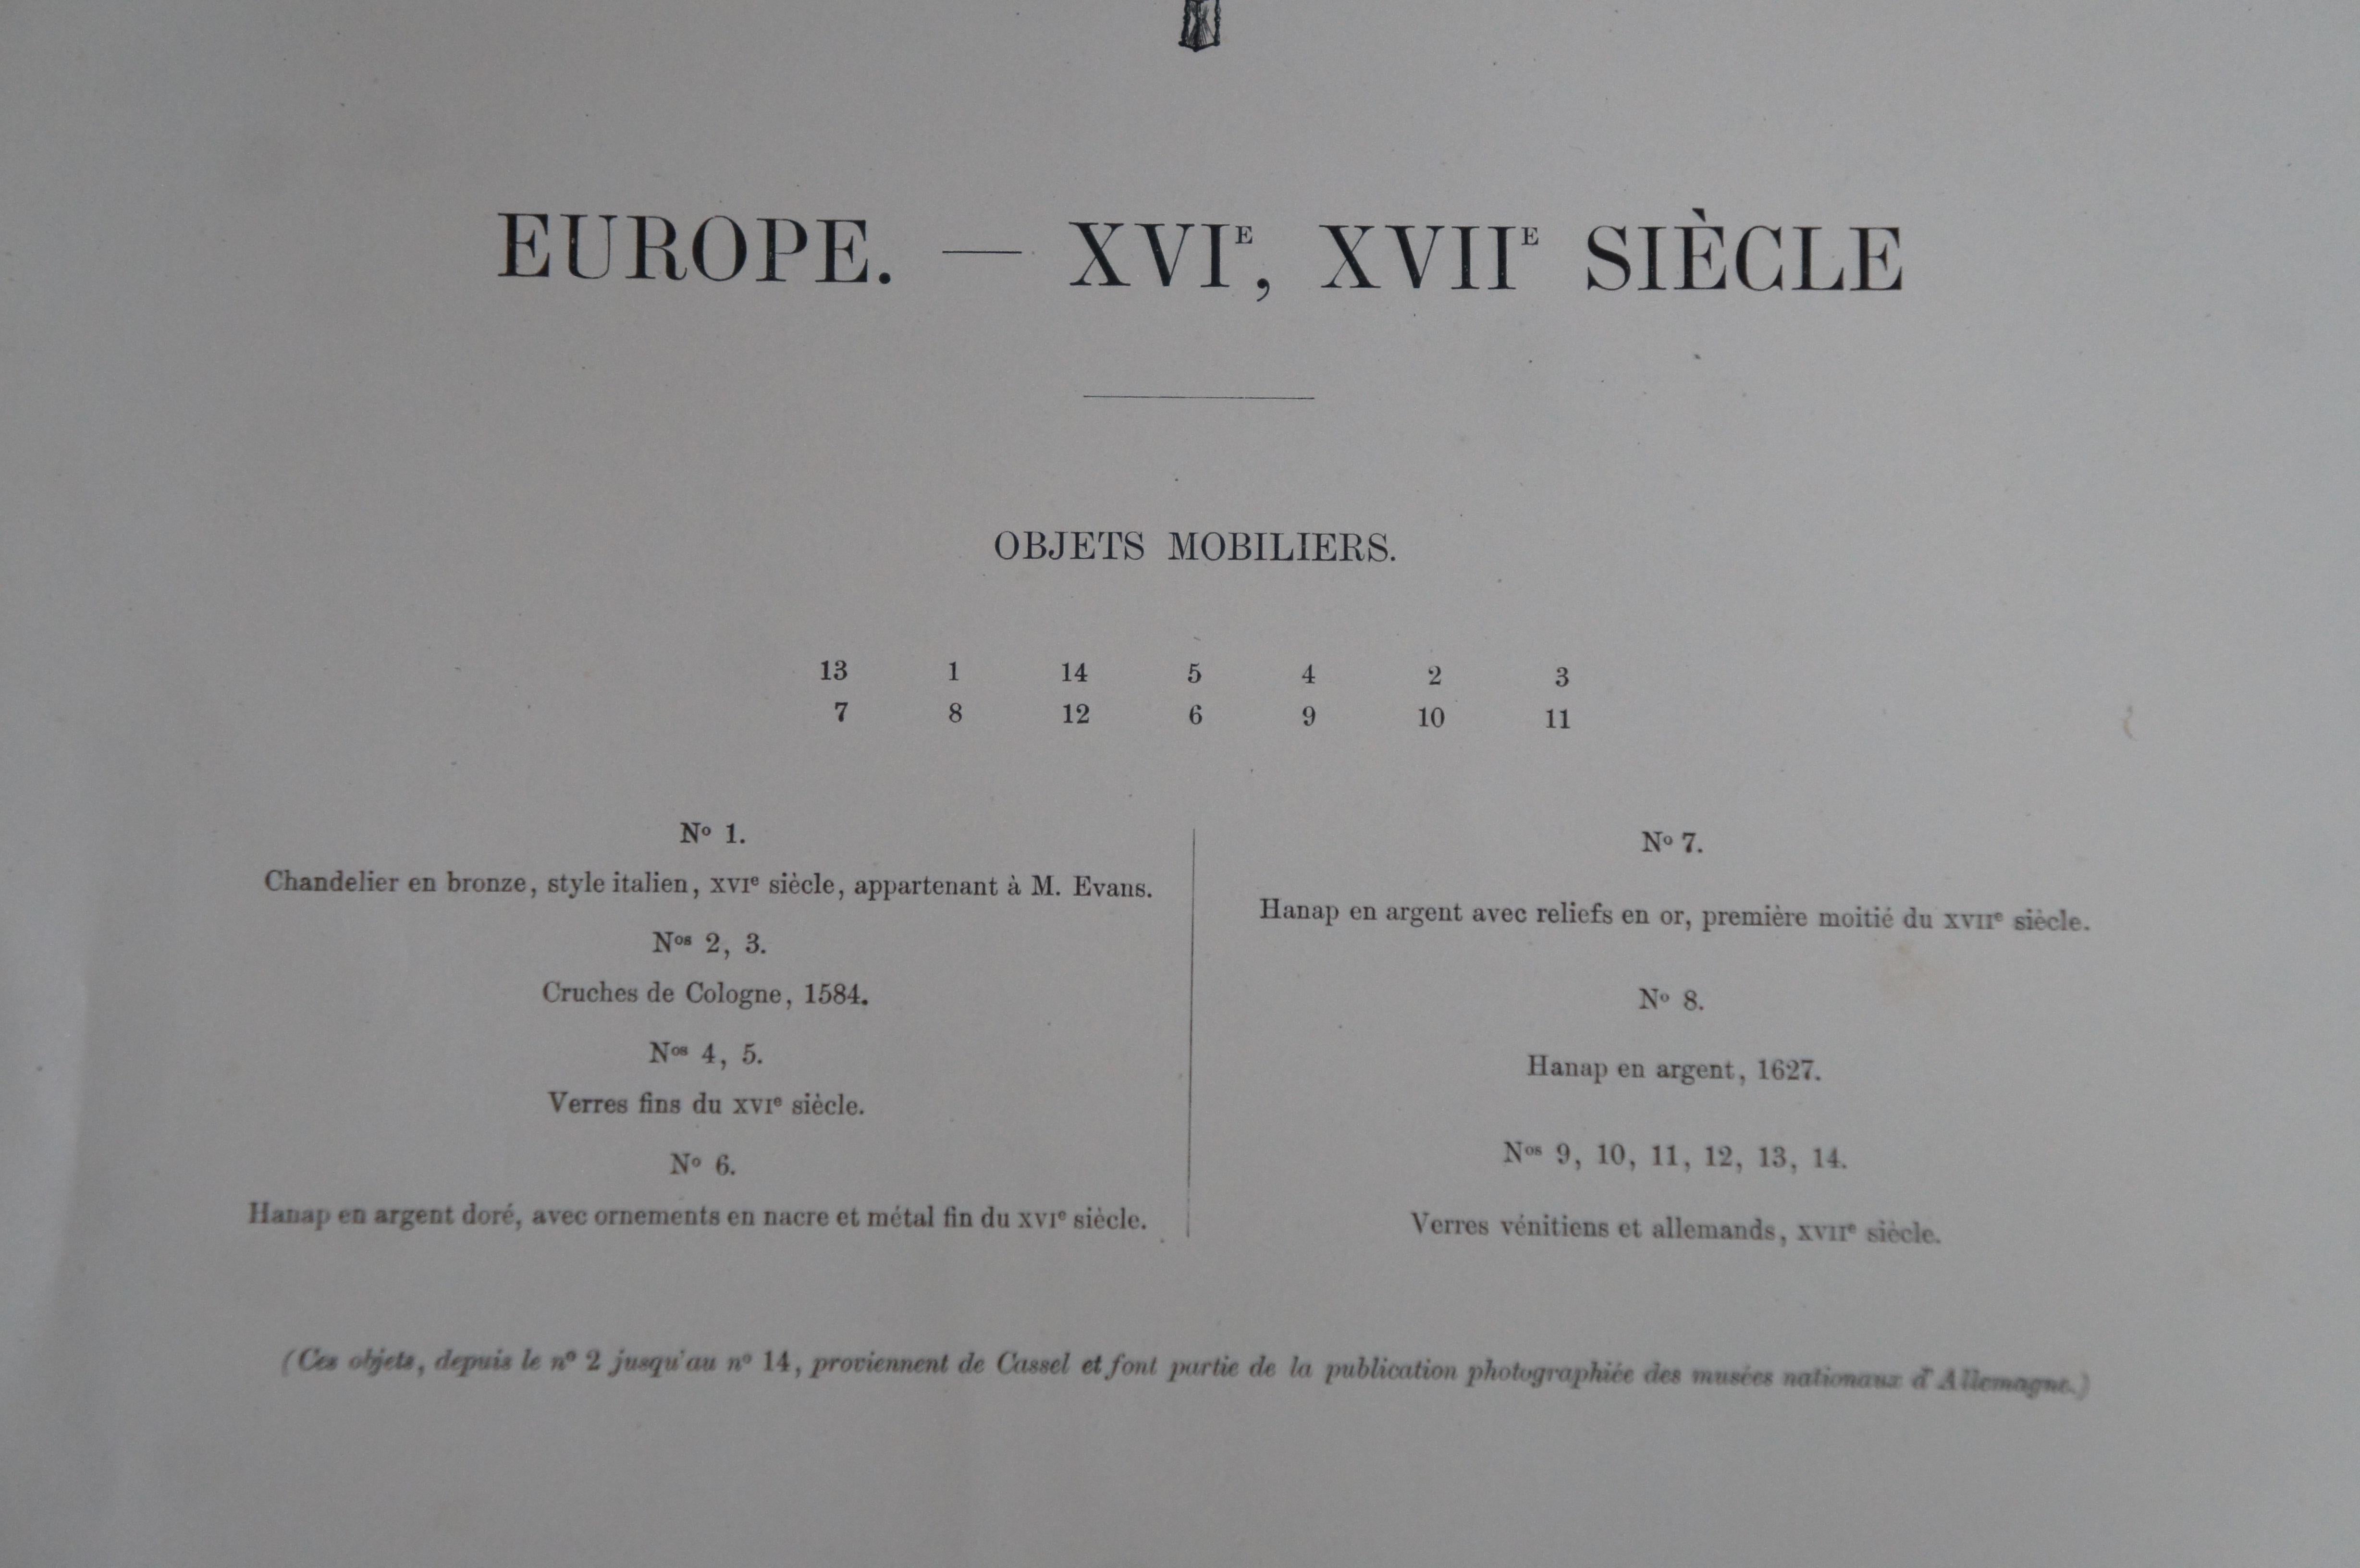 EUROPE. — XVIᴱ, XVIIᴱ SIÈCLE
OBJETS MOBILIERS.
13 1 14 5 4 2 3
7 8 12 6 9 10 11
Nº 1.
Chandelier en bronze, style italien, XVIᵉ siècle, appartenant à M. Evans.
Nᵒˢ 2, 3.
Cruches de Cologne, 1584.
Nᵒˢ 4, 5.
Verres fins du XVIᵉ siècle.
Nº 6.
Hanap en argent doré, avec ornements en nacre et métal fin du XVIᵉ siècle.
Nº 7.
Hanap en argent avec reliefs en or, première moitié du XVIIᵉ siècle.
Nº 8.
Hanap en argent, 1627.
Nᵒˢ 9, 10, 11, 12, 13, 14.
Verres vénitiens et allemands, XVIIᵉ siècle.
(Ces objets, depuis le nº 2 jusqu'au nº 14, proviennent de Cassel et font partie de la publication photographiée des musées nationaux d'Allemagne.)